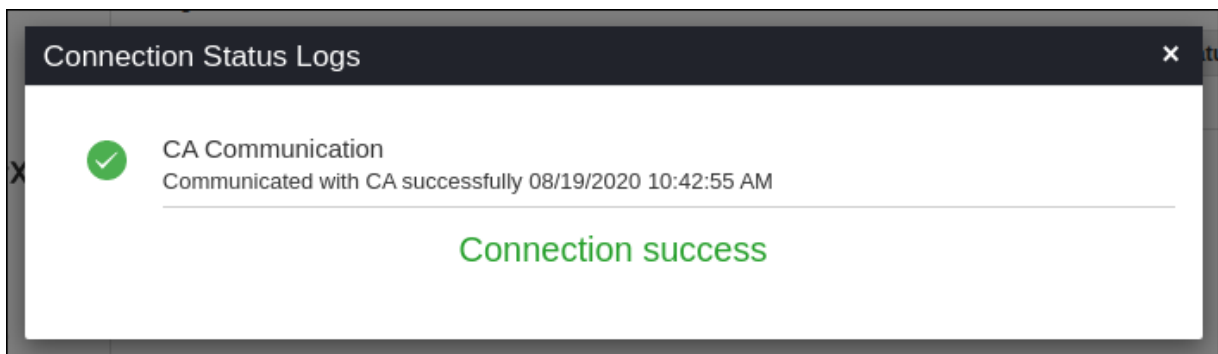 Connection Status Logs
×
CA Communication
Communicated with CA successfully 08/19/2020 10:42:55 AM
Connection success